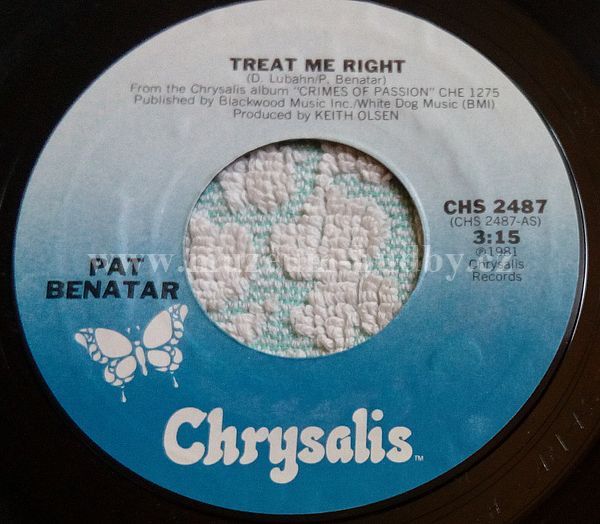 TREAT ME RIGHT
(D. Lubahn/P. Benatar)
From the Chrysalis album "CRIMES OF PASSION" CHE 1275
Published by Blackwood Music Inc./White Dog Music (BMI)
Produced by KEITH OLSEN
CHS 2487
(CHS 2487-AS)
3:15
℗1981
Chrysalis
Records
PAT
BENATAR
Chrysalis™